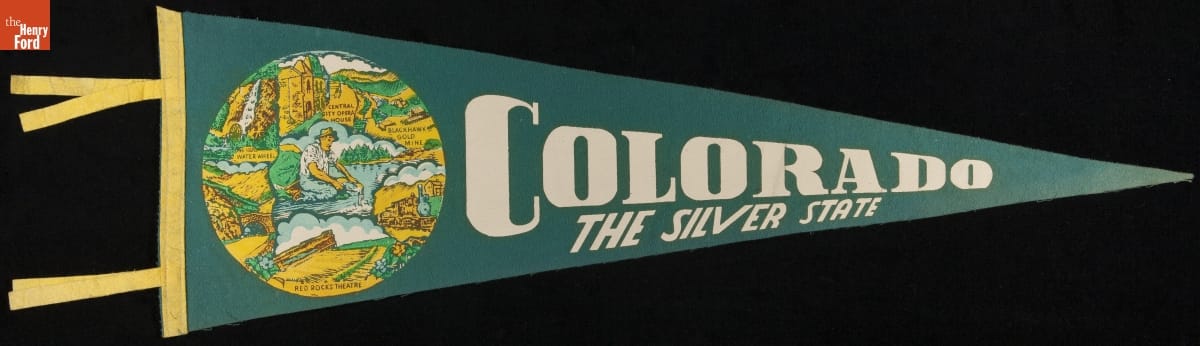 the
Henry
Ford
CENTRAL
CITY OPERA
HOUSE
BLACKHAWK
GOLD
MINE
WATER WHEEL
RED ROCKS THEATRE
COLORADO
THE SILVER STATE